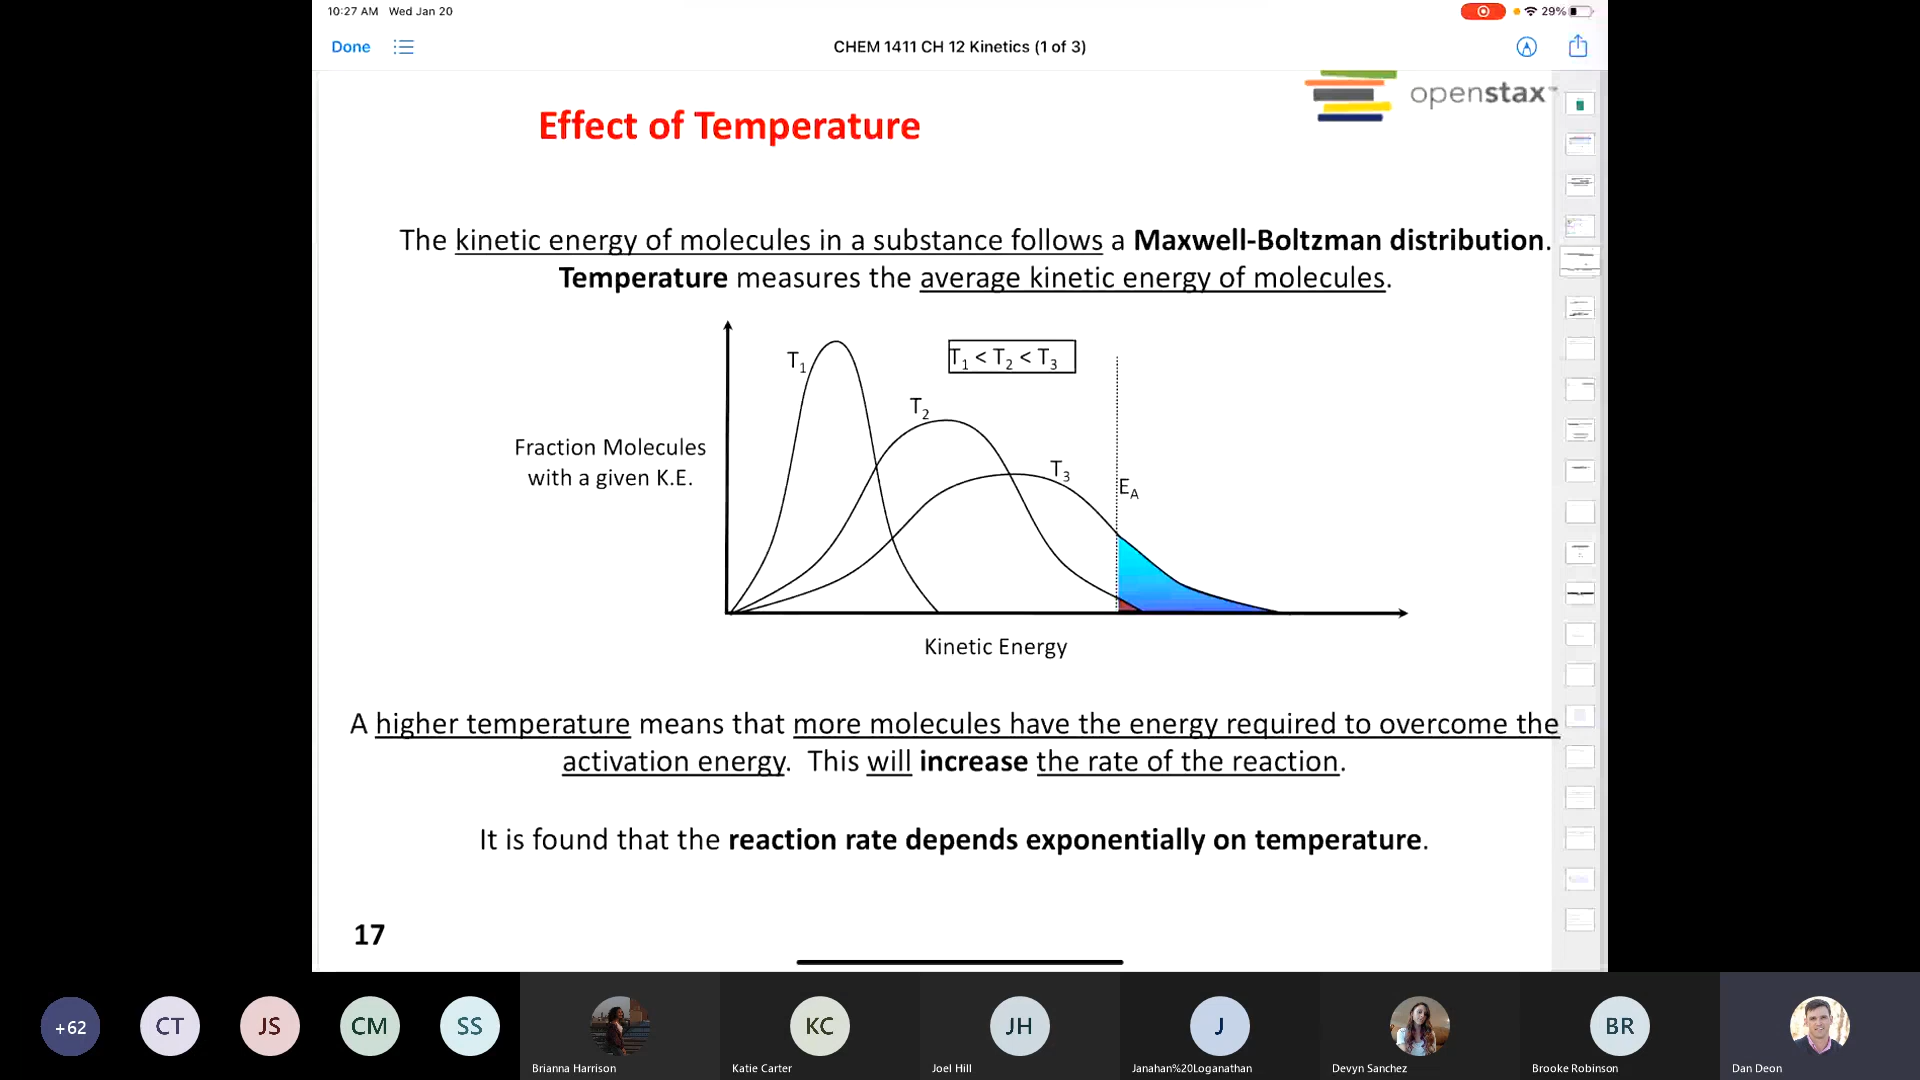 10:27 AM Wed Jan 20
29%
Done
CHEM 1411 CH 12 Kinetics (1 of 3)
openstax™
Effect of Temperature
The kinetic energy of molecules in a substance follows a Maxwell-Boltzman distribution.
Temperature measures the average kinetic energy of molecules.
T1
T1 < T2 < T3
T2
Fraction Molecules
with a given K.E.
T3
EA
Kinetic Energy
A higher temperature means that more molecules have the energy required to overcome the
activation energy. This will increase the rate of the reaction.
It is found that the reaction rate depends exponentially on temperature.
17
+62
CT
JS
CM
SS
KC
JH
J
BR
Brianna Harrison
Katie Carter
Joel Hill
Janahan%20Loganathan
Devyn Sanchez
Brooke Robinson
Dan Deon